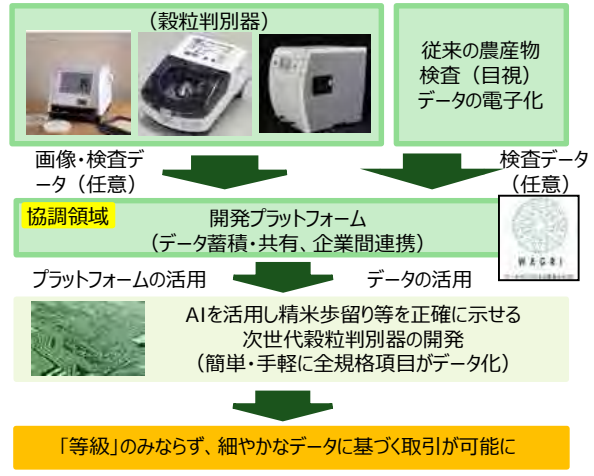 （穀粒判別器）
従来の農産物
検査（目視）
データの電子化
画像・検査デ
ータ（任意）
検査データ
（任意）
協調領域
開発プラットフォーム
（データ蓄積・共有、企業間連携）
WAGRI
プラットフォームの活用
データの活用
AIを活用し精米歩留り等を正確に示せる
次世代穀粒判別器の開発
（簡単・手軽に全規格項目がデータ化）
「等級」のみならず、細やかなデータに基づく取引が可能に